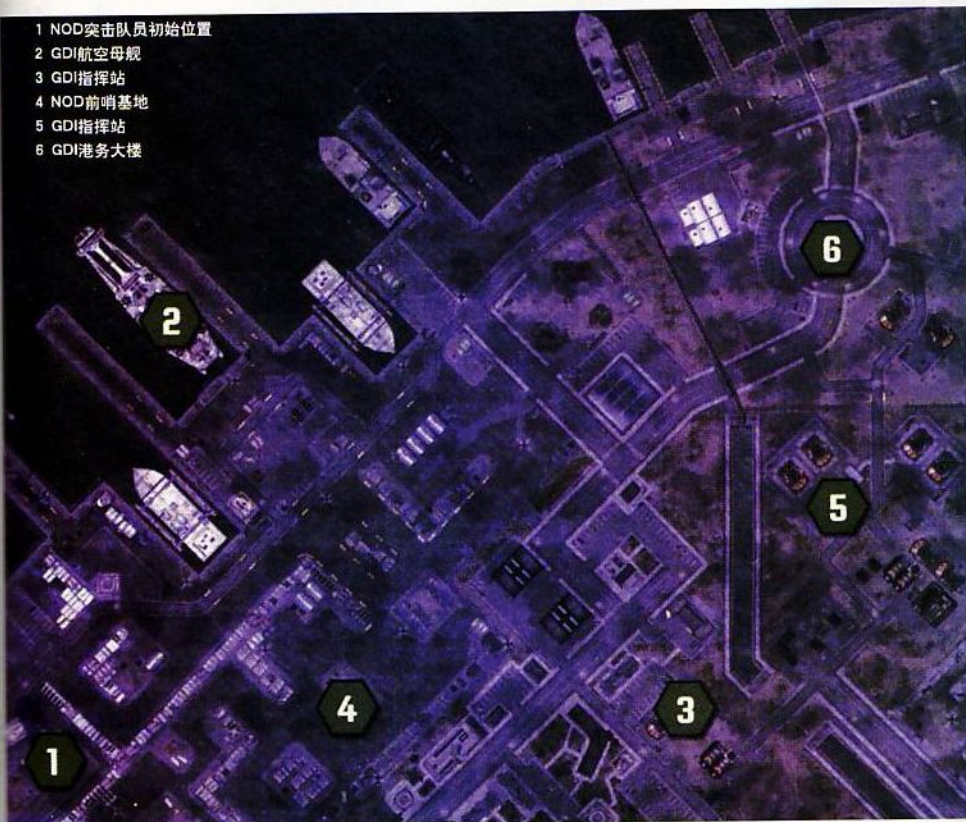 1 NOD突击队员初始位置
2 GDI航空母舰
3 GDI指挥站
4 NOD前哨基地
5 GDI指挥站
6 GDI港务大楼
6
2
5
4
3
1